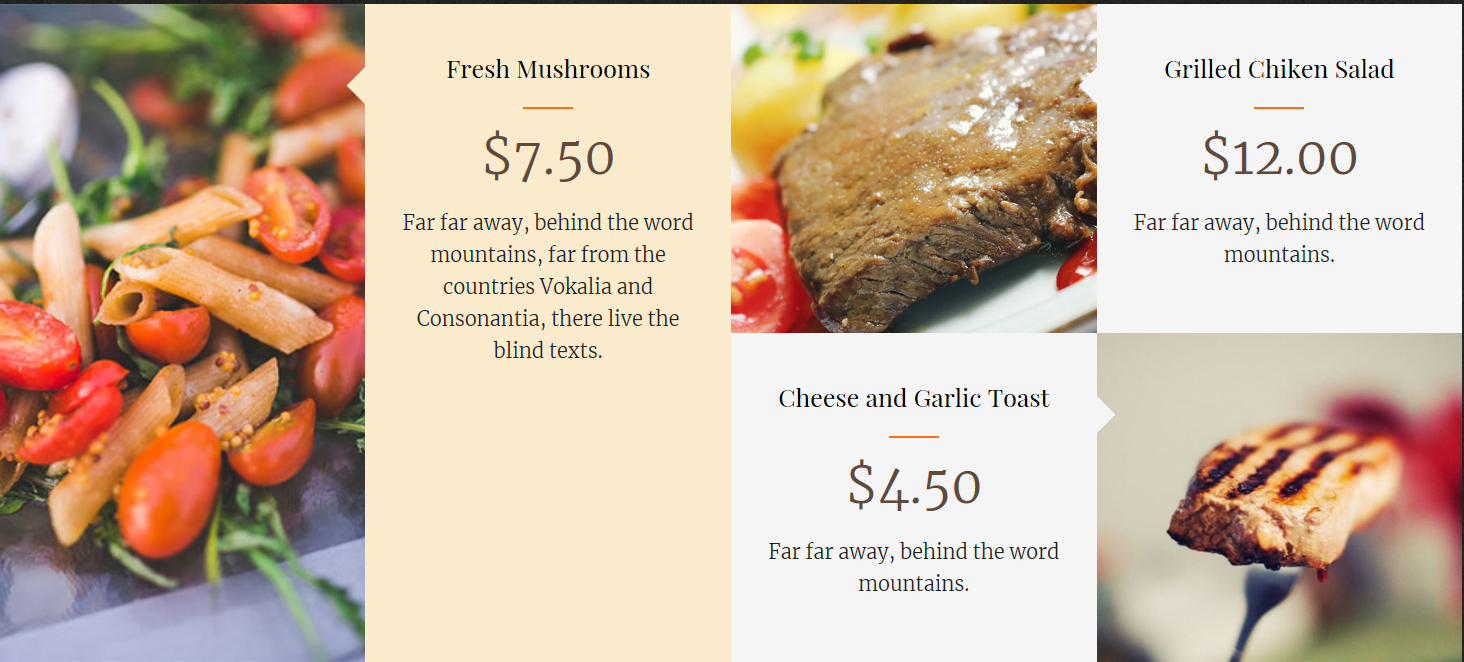 Fresh Mushrooms
$7.50
Far far away, behind the word
mountains, far from the
countries Vokalia and
Consonantia, there live the
blind texts.
Grilled Chiken Salad
$12.00
Far far away, behind the word
mountains.
Cheese and Garlic Toast
$4.50
Far far away, behind the word
mountains.